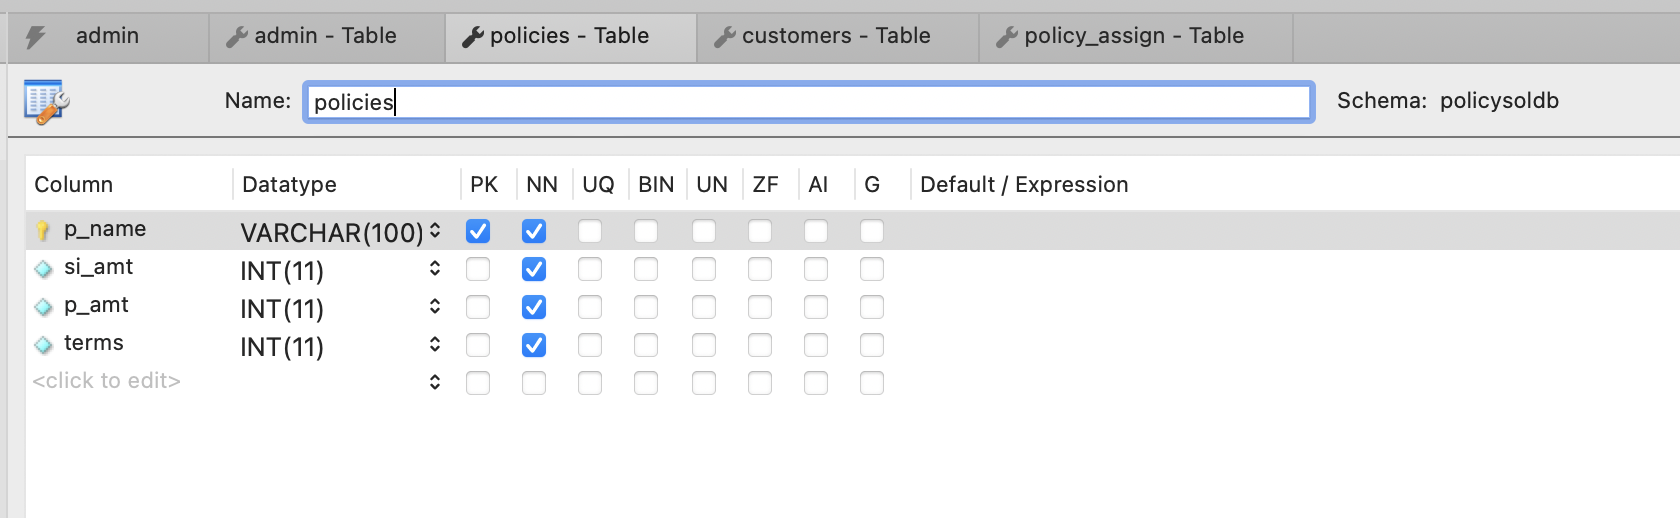 admin
admin - Table
policies - Table
customers - Table
policy_assign - Table
Name: policies
Schema: policysoldb
Column Datatype PK NN UQ BIN UN ZF AI G Default / Expression
p_name VARCHAR(100)
si_amt INT(11)
p_amt INT(11)
terms INT(11)
<click to edit>